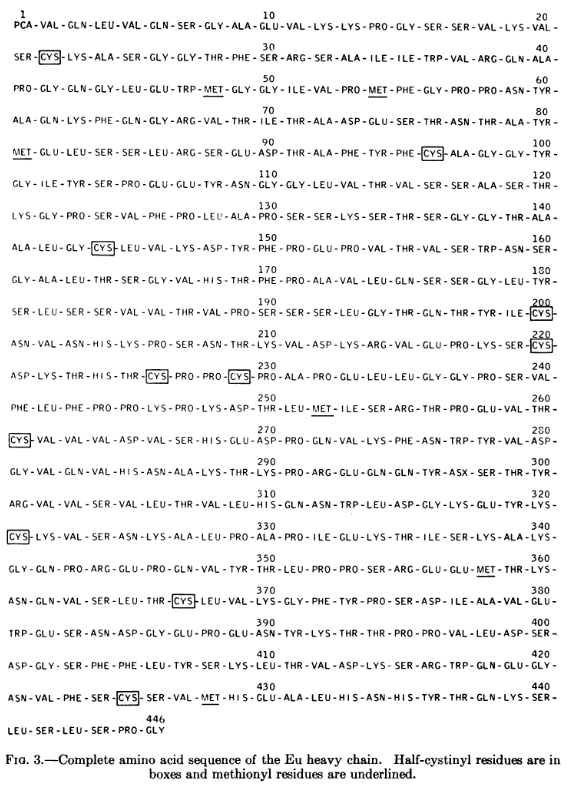 1 10 20
PCA-VAL-GLN-LEU-VAL-GLN-SER-GLY-ALA-GLU-VAL-LYS-LYS-PRO-GLY-SER-SER-VAL-LYS-VAL-
30 40
SER-CYS-LYS-ALA-SER-GLY-GLY-THR-PHE-SER-ARG-SER-ALA-ILE-ILE-TRP-VAL-ARG-GLN-ALA-
50 60
PRO-GLY-GLN-GLY-LEU-GLU-TRP-MET-GLY-GLY-ILE-VAL-PRO-MET-PHE-GLY-PRO-PRO-ASN-TYR-
70 80
ALA-GLN-LYS-PHE-GLN-GLY-ARG-VAL-THR-ILE-THR-ALA-ASP-GLU-SER-THR-ASN-THR-ALA-TYR-
90 100
MET-GLU-LEU-SER-SER-LEU-ARG-SER-GLU-ASP-THR-ALA-PHE-TYR-PHE-CYS-ALA-GLY-GLY-TYR-
110 120
GLY-ILE-TYR-SER-PRO-GLU-GLU-TYR-ASN-GLY-GLY-LEU-VAL-THR-VAL-SER-SER-ALA-SER-THR-
130 140
LYS-GLY-PRO-SER-VAL-PHE-PRO-LEU-ALA-PRO-SER-SER-LYS-SER-THR-SER-GLY-GLY-THR-ALA-
150 160
ALA-LEU-GLY-CYS-LEU-VAL-LYS-ASP-TYR-PHE-PRO-GLU-PRO-VAL-THR-VAL-SER-TRP-ASN-SER-
170 180
GLY-ALA-LEU-THR-SER-GLY-VAL-HIS-THR-PHE-PRO-ALA-VAL-LEU-GLN-SER-SER-GLY-LEU-TYR-
190 200
SER-LEU-SER-SER-VAL-VAL-THR-VAL-PRO-SER-SER-SER-LEU-GLY-THR-GLN-THR-TYR-ILE-CYS-
210 220
ASN-VAL-ASN-HIS-LYS-PRO-SER-ASN-THR-LYS-VAL-ASP-LYS-ARG-VAL-GLU-PRO-LYS-SER-CYS-
230 240
ASP-LYS-THR-HIS-THR-CYS-PRO-PRO-CYS-PRO-ALA-PRO-GLU-LEU-LEU-GLY-GLY-PRO-SER-VAL-
250 260
PHE-LEU-PHE-PRO-PRO-LYS-PRO-LYS-ASP-THR-LEU-MET-ILE-SER-ARG-THR-PRO-GLU-VAL-THR-
270 280
CYS-VAL-VAL-VAL-ASP-VAL-SER-HIS-GLU-ASP-PRO-GLN-VAL-LYS-PHE-ASN-TRP-TYR-VAL-ASP-
290 300
GLY-VAL-GLN-VAL-HIS-ASN-ALA-LYS-THR-LYS-PRO-ARG-GLU-GLN-GLN-TYR-ASX-SER-THR-TYR-
310 320
ARG-VAL-VAL-SER-VAL-LEU-THR-VAL-LEU-HIS-GLN-ASN-TRP-LEU-ASP-GLY-LYS-GLU-TYR-LYS-
330 340
CYS-LYS-VAL-SER-ASN-LYS-ALA-LEU-PRO-ALA-PRO-ILE-GLU-LYS-THR-ILE-SER-LYS-ALA-LYS-
350 360
GLY-GLN-PRO-ARG-GLU-PRO-GLN-VAL-TYR-THR-LEU-PRO-PRO-SER-ARG-GLU-GLU-MET-THR-LYS-
370 380
ASN-GLN-VAL-SER-LEU-THR-CYS-LEU-VAL-LYS-GLY-PHE-TYR-PRO-SER-ASP-ILE-ALA-VAL-GLU-
390 400
TRP-GLU-SER-ASN-ASP-GLY-GLU-PRO-GLU-ASN-TYR-LYS-THR-THR-PRO-PRO-VAL-LEU-ASP-SER-
410 420
ASP-GLY-SER-PHE-PHE-LEU-TYR-SER-LYS-LEU-THR-VAL-ASP-LYS-SER-ARG-TRP-GLN-GLU-GLY-
430 440
ASN-VAL-PHE-SER-CYS-SER-VAL-MET-HIS-GLU-ALA-LEU-HIS-ASN-HIS-TYR-THR-GLN-LYS-SER-
446
LEU-SER-LEU-SER-PRO-GLY
FIG. 3.—Complete amino acid sequence of the Eu heavy chain. Half-cystinyl residues are in
boxes and methionyl residues are underlined.